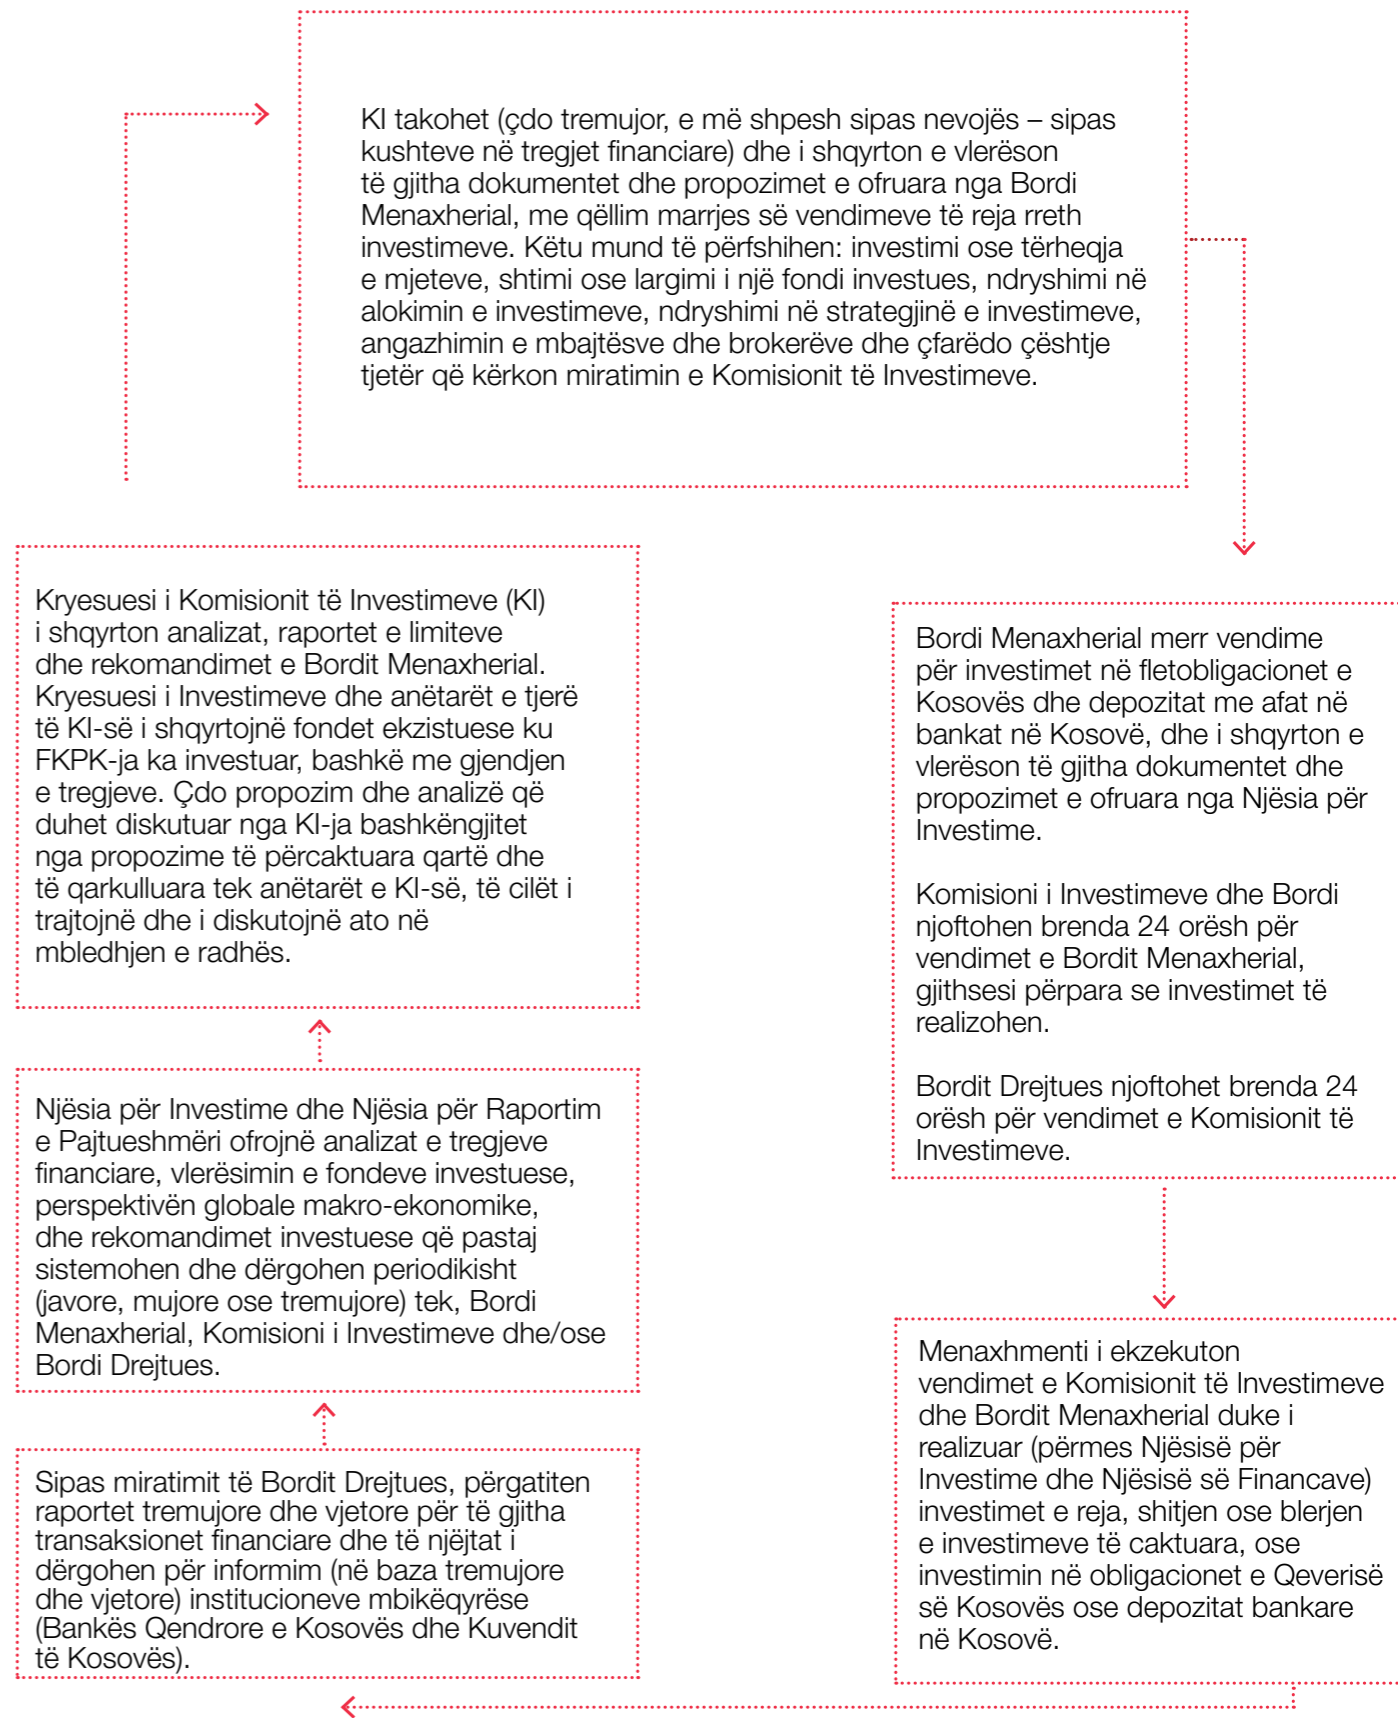 KI takohet (çdo tremujor, e më shpesh sipas nevojës – sipas
kushteve në tregjet financiare) dhe i shqyrton e vlerëson
të gjitha dokumentet dhe propozimet e ofruara nga Bordi
Menaxherial, me qëllim marrjes së vendimeve të reja rreth
investimeve. Këtu mund të përfshihen: investimi ose tërheqja
e mjeteve, shtimi ose largimi i një fondi investues, ndryshimi në
alokimin e investimeve, ndryshimi në strategjinë e investimeve,
angazhimin e mbajtësve dhe brokerëve dhe çfarëdo çështje
tjetër që kërkon miratimin e Komisionit të Investimeve.
Kryesuesi i Komisionit të Investimeve (KI)
i shqyrton analizat, raportet e limiteve
dhe rekomandimet e Bordit Menaxherial.
Kryesuesi i Investimeve dhe anëtarët e tjerë
të KI-së i shqyrtojnë fondet ekzistuese ku
FKPK-ja ka investuar, bashkë me gjendjen
e tregjeve. Çdo propozim dhe analizë që
duhet diskutuar nga KI-ja bashkëngjitet
nga propozime të përcaktuara qartë dhe
të qarkulluara tek anëtarët e KI-së, të cilët i
trajtojnë dhe i diskutojnë ato në
mbledhjen e radhës.
Njësia për Investime dhe Njësia për Raportim
e Pajtueshmëri ofrojnë analizat e tregjeve
financiare, vlerësimin e fondeve investuese,
perspektivën globale makro-ekonomike,
dhe rekomandimet investuese që pastaj
sistemohen dhe dërgohen periodikisht
(javore, mujore ose tremujore) tek, Bordi
Menaxherial, Komisioni i Investimeve dhe/ose
Bordi Drejtues.
Sipas miratimit të Bordit Drejtues, përgatiten
raportet tremujore dhe vjetore për të gjitha
transaksionet financiare dhe të njëjtat i
dërgohen për informim (në baza tremujore
dhe vjetore) institucioneve mbikëqyrëse
(Bankës Qendrore e Kosovës dhe Kuvendit
të Kosovës).
Bordi Menaxherial merr vendime
për investimet në fletobligacionet e
Kosovës dhe depozitat me afat në
bankat në Kosovë, dhe i shqyrton e
vlerëson të gjitha dokumentet dhe
propozimet e ofruara nga Njësia për
Investime.
Komisioni i Investimeve dhe Bordi
njoftohen brenda 24 orësh për
vendimet e Bordit Menaxherial,
gjithsesi përpara se investimet të
realizohen.
Bordit Drejtues njoftohet brenda 24
orësh për vendimet e Komisionit të
Investimeve.
Menaxhmenti i ekzekuton
vendimet e Komisionit të Investimeve
dhe Bordit Menaxherial duke i
realizuar (përmes Njësisë për
Investime dhe Njësisë së Financave)
investimet e reja, shitjen ose blerjen
e investimeve të caktuara, ose
investimin në obligacionet e Qeverisë
së Kosovës ose depozitat bankare
në Kosovë.